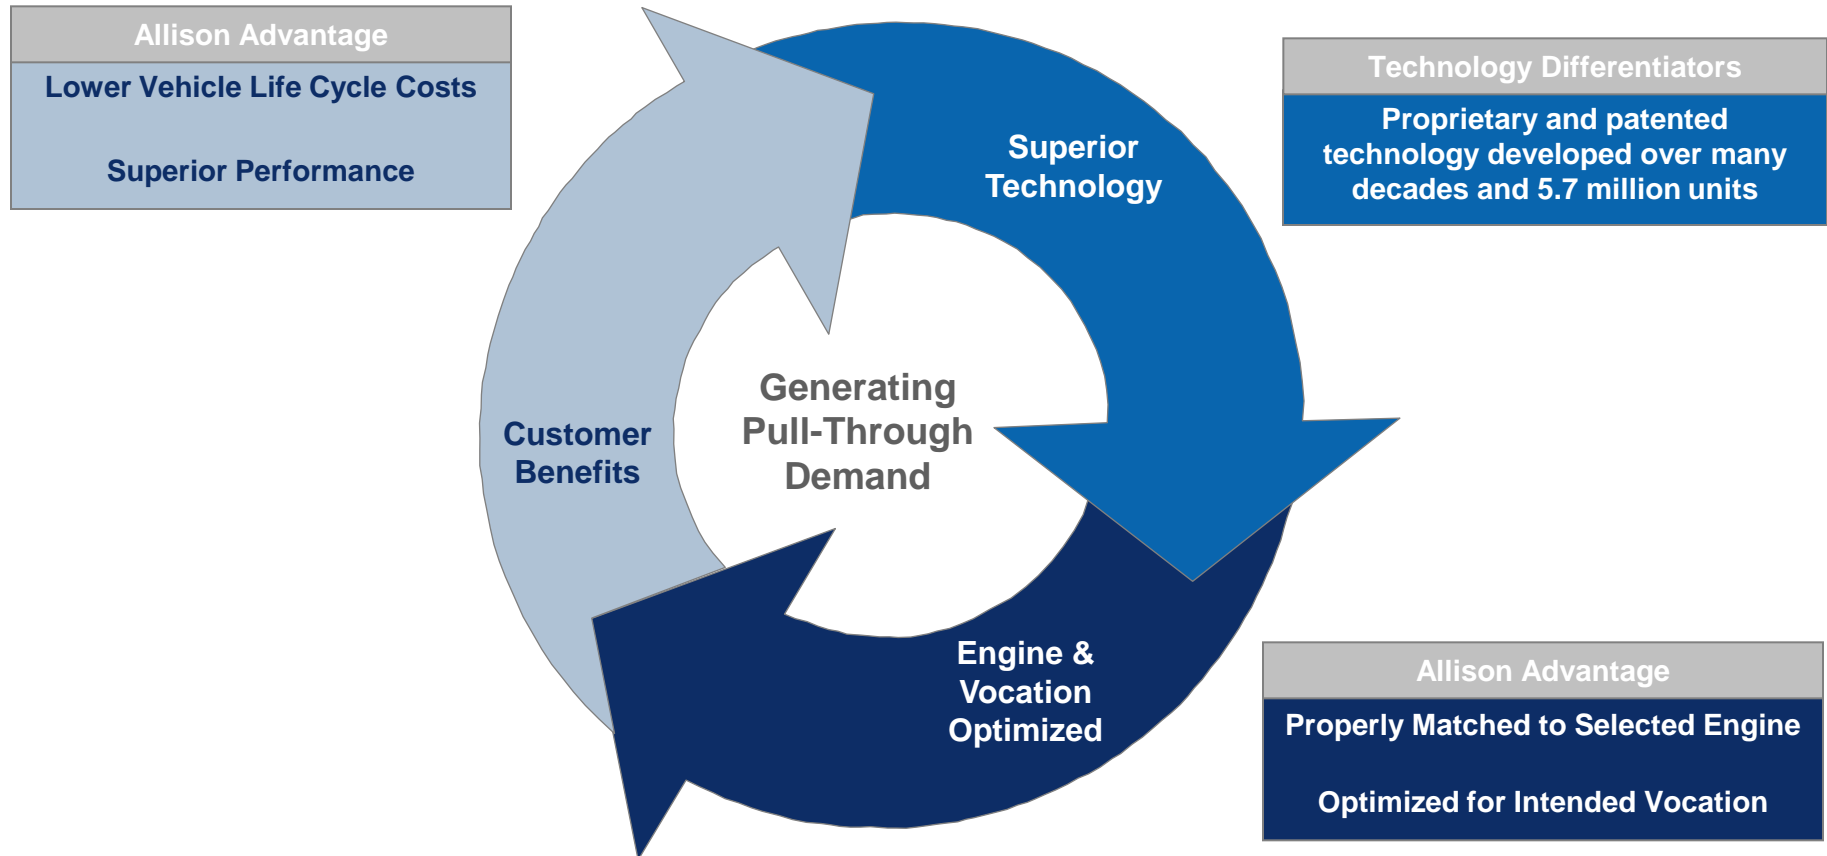 Allison Advantage
Lower Vehicle Life Cycle Costs
Superior Performance
Technology Differentiators
Proprietary and patented
technology developed over many
decades and 5.7 million units
Superior
Technology
Generating
Pull-Through
Demand
Customer
Benefits
Engine &
Vocation
Optimized
Allison Advantage
Properly Matched to Selected Engine
Optimized for Intended Vocation